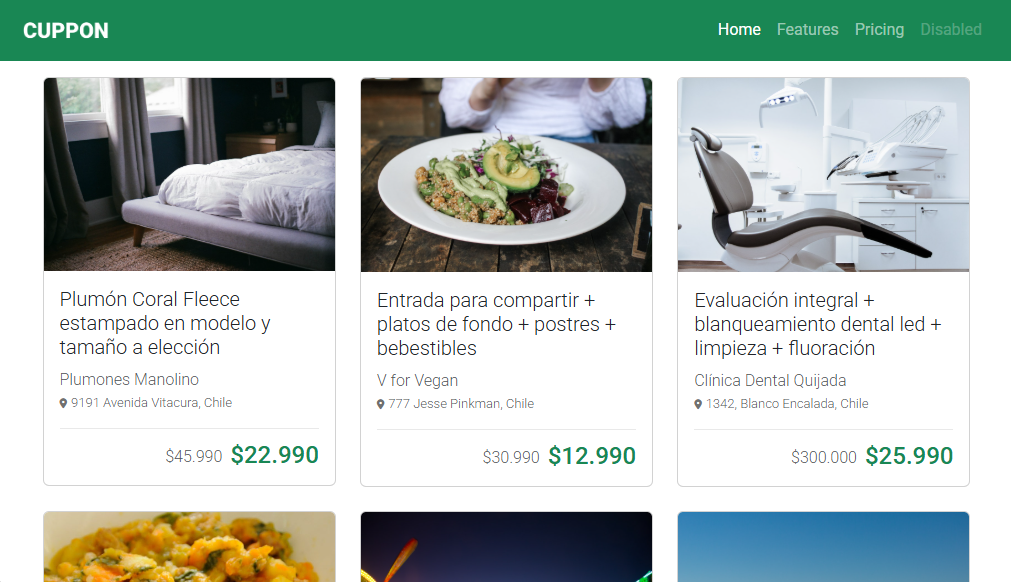 CUPPON
Home Features Pricing Disabled
Plumón Coral Fleece
estampado en modelo y
tamaño a elección
Plumones Manolino
9191 Avenida Vitacura, Chile
$45.990 $22.990
Entrada para compartir +
platos de fondo + postres +
bebestibles
V for Vegan
777 Jesse Pinkman, Chile
$30.990 $12.990
Evaluación integral +
blanqueamiento dental led +
limpieza + fluoración
Clínica Dental Quijada
1342, Blanco Encalada, Chile
$300.000 $25.990